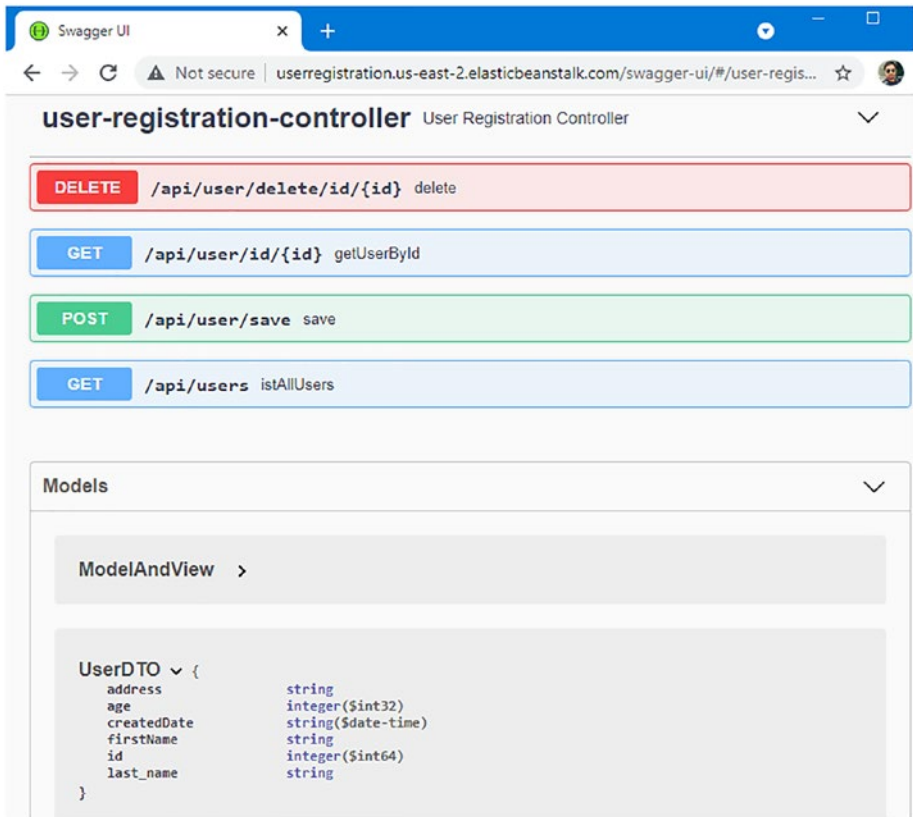 Swagger UI
Not secure userregistration.us-east-2.elasticbeanstalk.com/swagger-ui/#/user-regis...
user-registration-controller User Registration Controller
DELETE /api/user/delete/id/{id} delete
GET /api/user/id/{id} getUserById
POST /api/user/save save
GET /api/users istAllUsers
Models
ModelAndView
UserDTO {
address string
age integer($int32)
createdDate string($date-time)
firstName string
id integer($int64)
last_name string
}